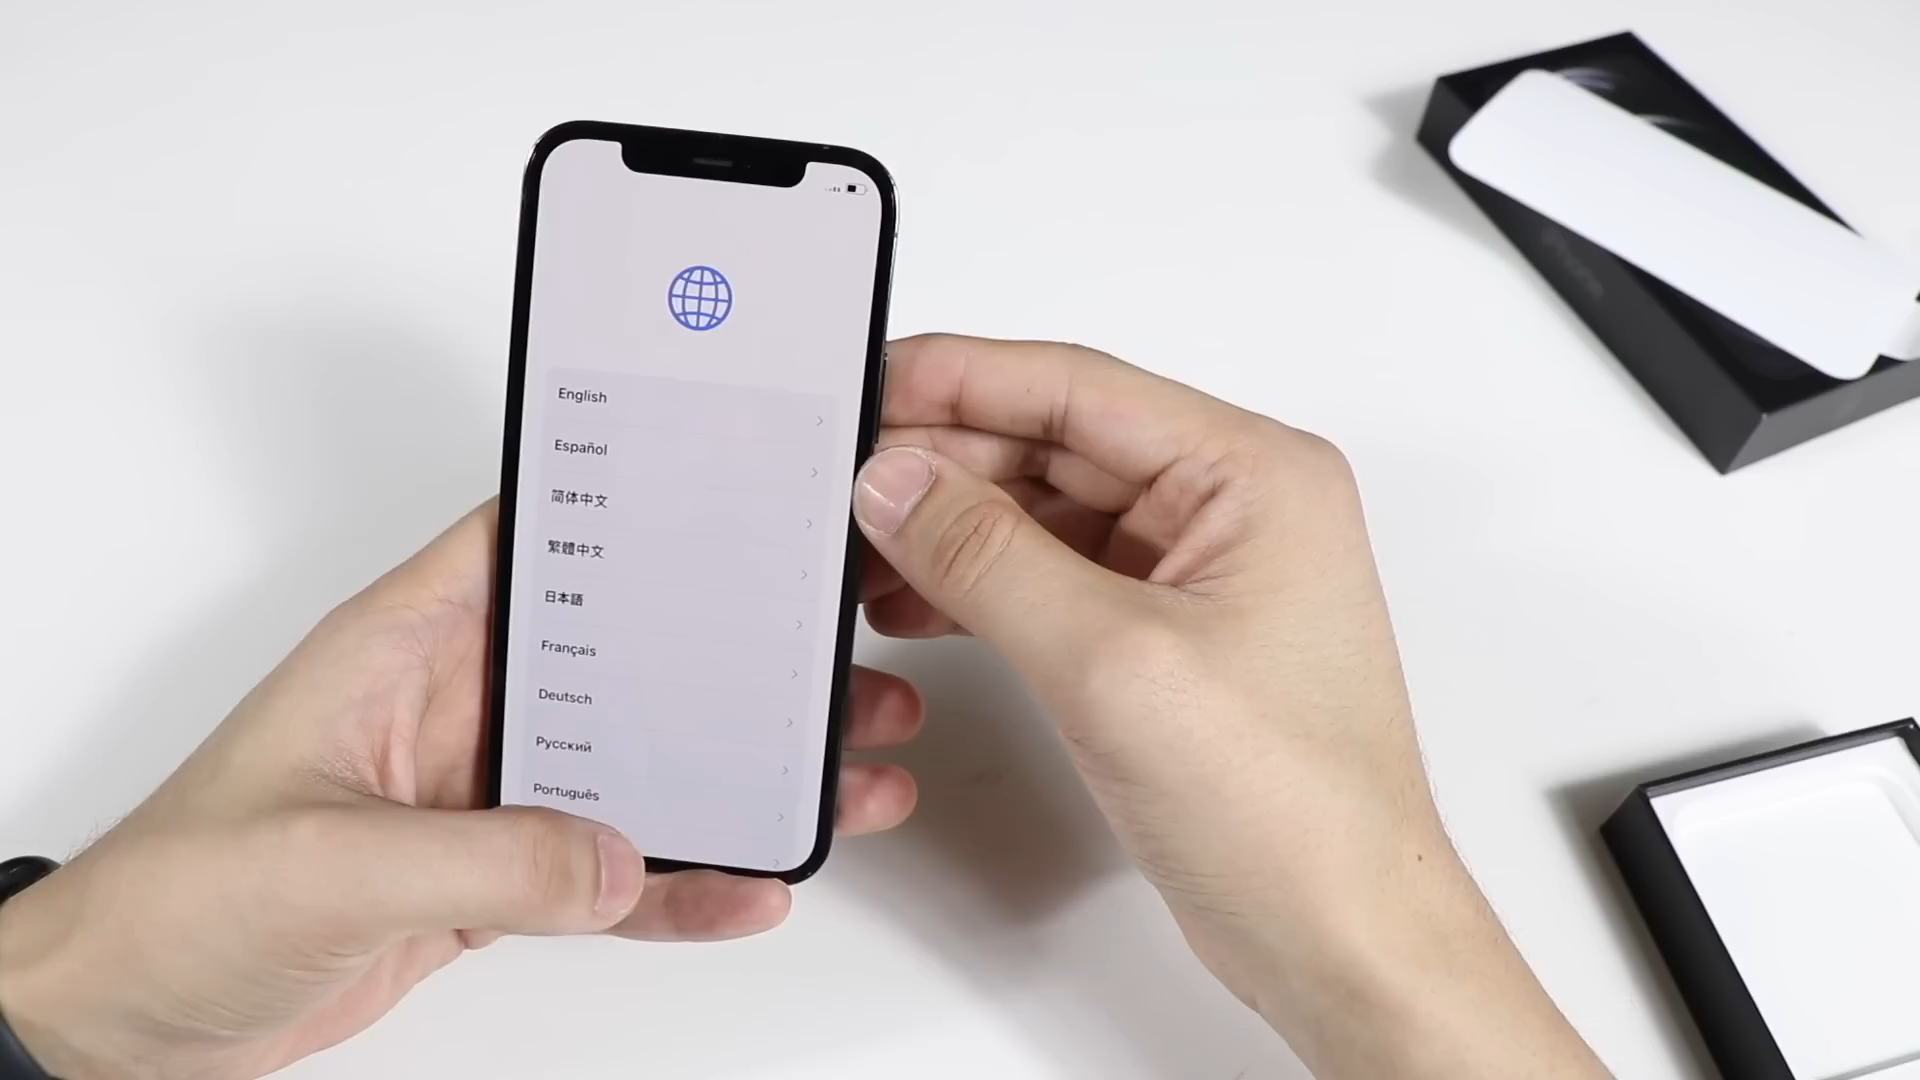 English
Español
简体中文
繁體中文
日本語
Français
Deutsch
Русский
Português